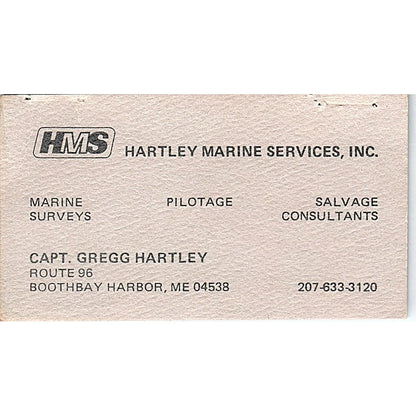 HMS HARTLEY MARINE SERVICES, INC.
MARINE SURVEYS
PILOTAGE
SALVAGE CONSULTANTS
CAPT. GREGG HARTLEY
ROUTE 96
BOOTHBAY HARBOR, ME 04538 207-633-3120